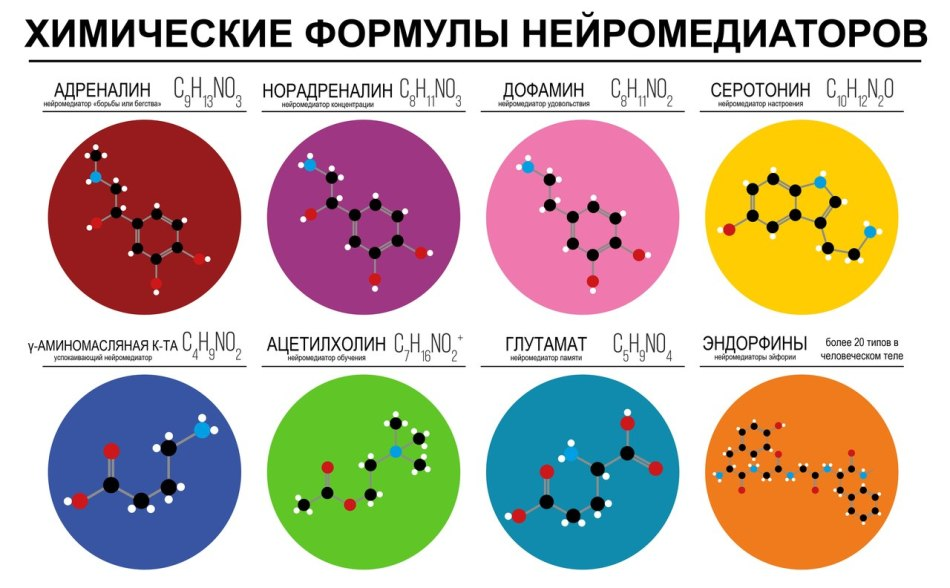 ХИМИЧЕСКИЕ ФОРМУЛЫ НЕЙРОМЕДИАТОРОВ
АДРЕНАЛИН C9H13NO3
нейромедиатор «борьбы или бегства»
НОРАДРЕНАЛИН C8H11NO3
нейромедиатор концентрации
ДОФАМИН C8H11NO2
нейромедиатор удовольствия
СЕРОТОНИН C10H12N2O
нейромедиатор настроения
γ-АМИНОМАСЛЯНАЯ К-ТА C4H9NO2
успокаивающий нейромедиатор
АЦЕТИЛХОЛИН C7H16NO2+
нейромедиатор обучения
ГЛУТАМАТ C5H9NO4
нейромедиатор памяти
ЭНДОРФИНЫ
нейромедиаторы эйфории
более 20 типов в
человеческом теле